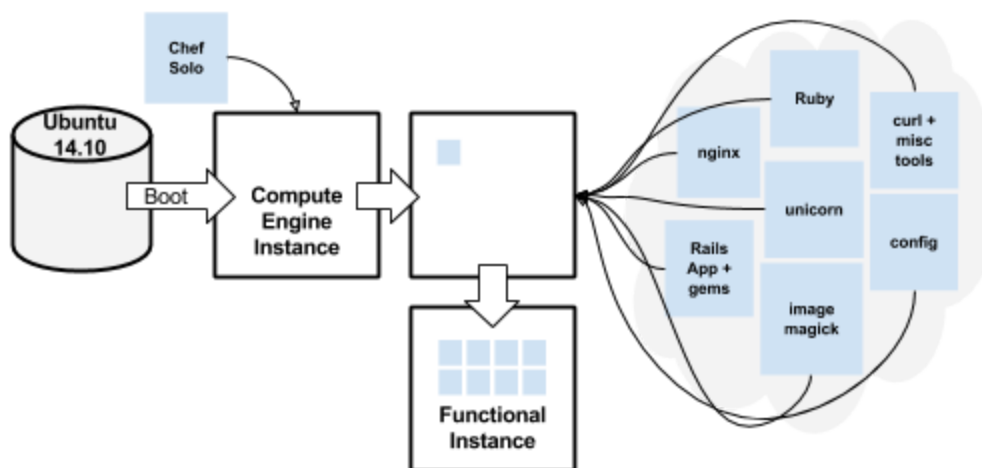 Chef
Solo
Ubuntu
14.10
Boot
Compute
Engine
Instance
Ruby
curl +
misc
tools
nginx
unicorn
config
Rails
App +
gems
image
magick
Functional
Instance